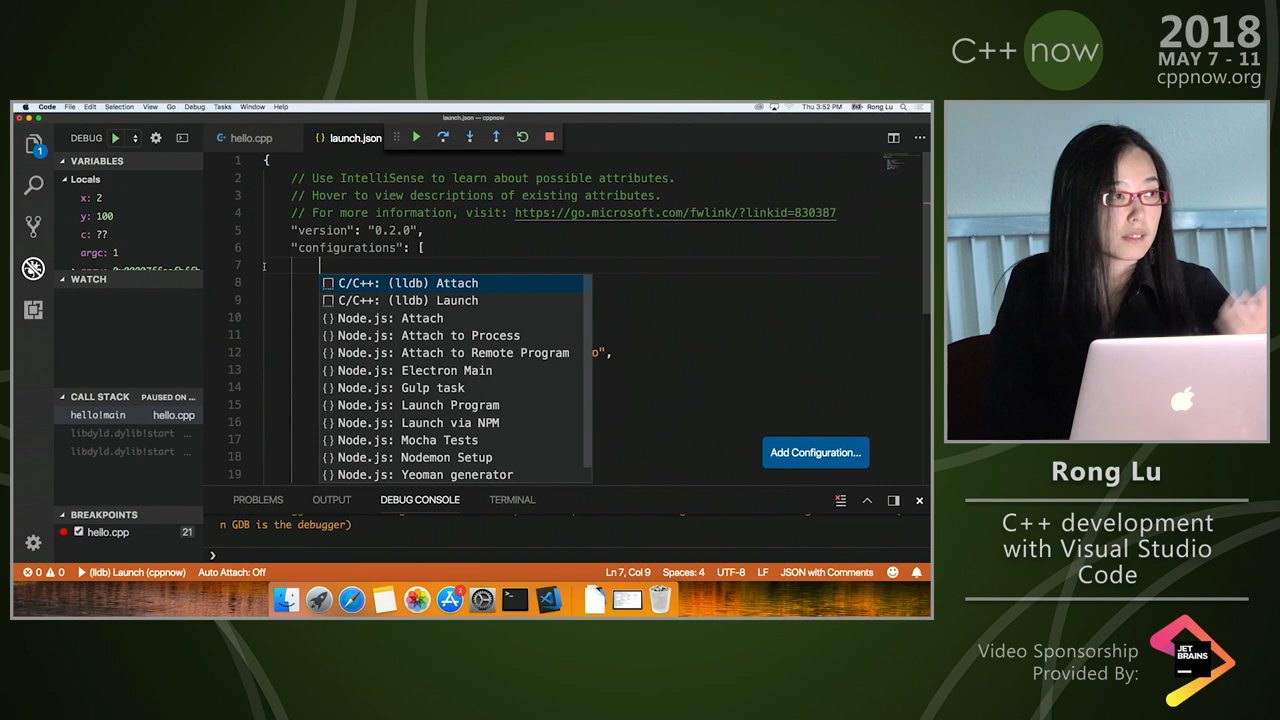 C++ now
2018
MAY 7 - 11
cppnow.org
Code File Edit Selection View Go Debug Tasks Window Help
Thu 3:52 PM Rong Lu
launch.json — cppnow
1
DEBUG
hello.cpp
{} launch.json
VARIABLES
Locals
x: 2
y: 100
c: ??
argc: 1
WATCH
CALL STACK PAUSED ON ...
hello!main hello.cpp
libdyld.dylib!start ...
libdyld.dylib!start ...
BREAKPOINTS
hello.cpp 21
1 {
2 // Use IntelliSense to learn about possible attributes.
3 // Hover to view descriptions of existing attributes.
4 // For more information, visit: https://go.microsoft.com/fwlink/?linkid=830387
5 "version": "0.2.0",
6 "configurations": [
7
8 C/C++: (lldb) Attach
9 C/C++: (lldb) Launch
10 {} Node.js: Attach
11 {} Node.js: Attach to Process
12 {} Node.js: Attach to Remote Program o",
13 {} Node.js: Electron Main
14 {} Node.js: Gulp task
15 {} Node.js: Launch Program
16 {} Node.js: Launch via NPM
17 {} Node.js: Mocha Tests
18 {} Node.js: Nodemon Setup
19 {} Node.js: Yeoman generator
Add Configuration...
PROBLEMS OUTPUT DEBUG CONSOLE TERMINAL
n GDB is the debugger)
0 0 (lldb) Launch (cppnow) Auto Attach: Off
Ln 7, Col 9 Spaces: 4 UTF-8 LF JSON with Comments
2
Rong Lu
C++ development
with Visual Studio
Code
Video Sponsorship
Provided By:
JET
BRAINS